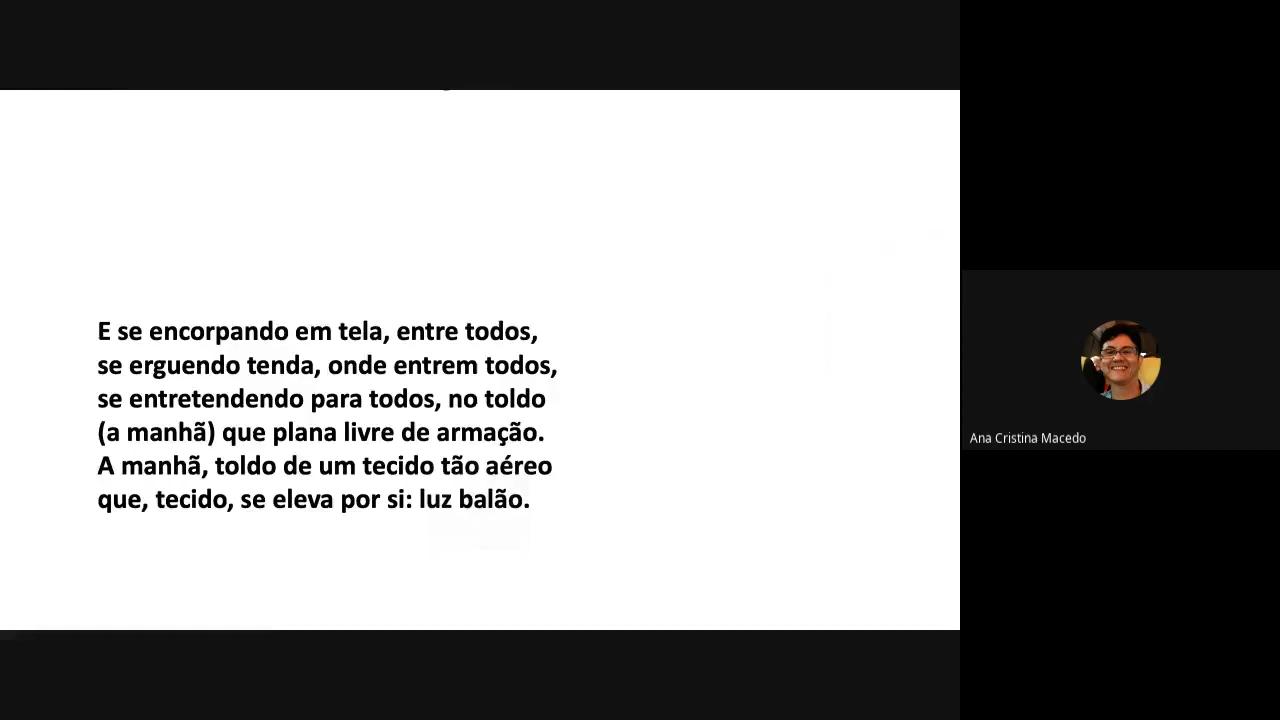 E se encorpando em tela, entre todos,
se erguendo tenda, onde entrem todos,
se entretendendo para todos, no toldo
(a manhã) que plana livre de armação.
A manhã, toldo de um tecido tão aéreo
que, tecido, se eleva por si: luz balão.
Ana Cristina Macedo